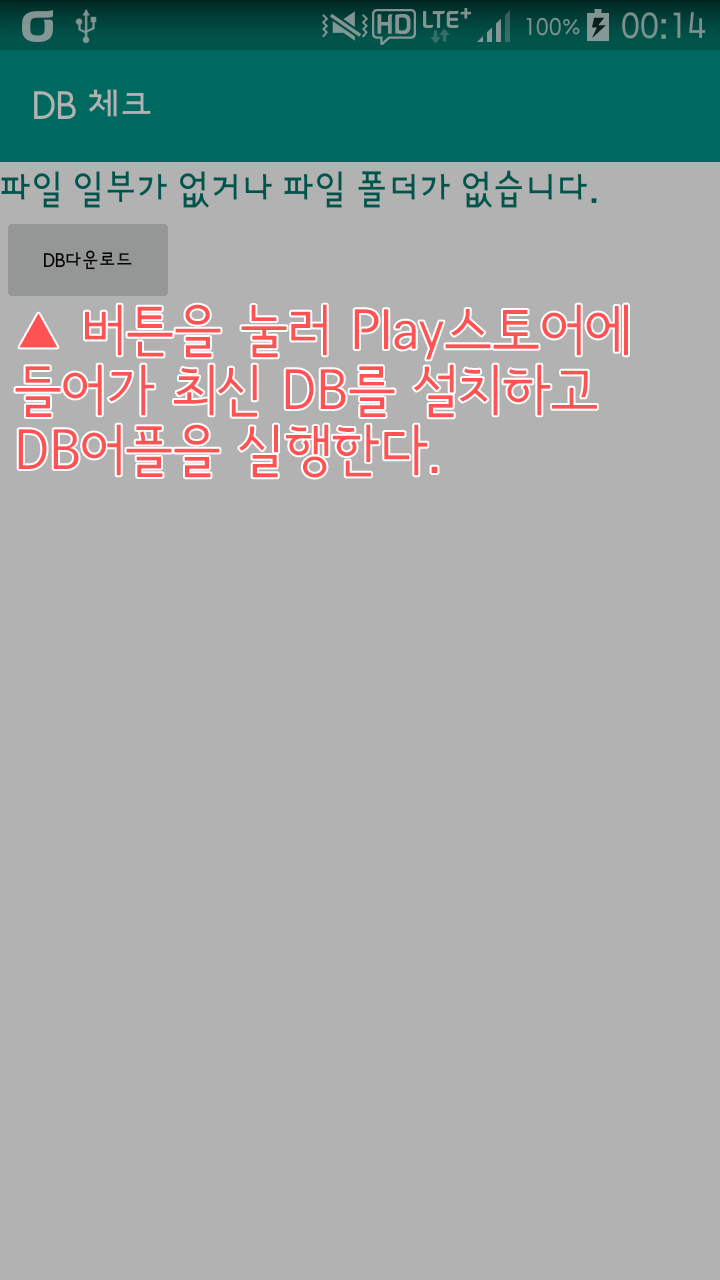 HD LTE+ 100% 00:14
DB 체크
파일 일부가 없거나 파일 폴더가 없습니다.
DB다운로드
▲ 버튼을 눌러 Play스토어에
들어가 최신 DB를 설치하고
DB어플을 실행한다.